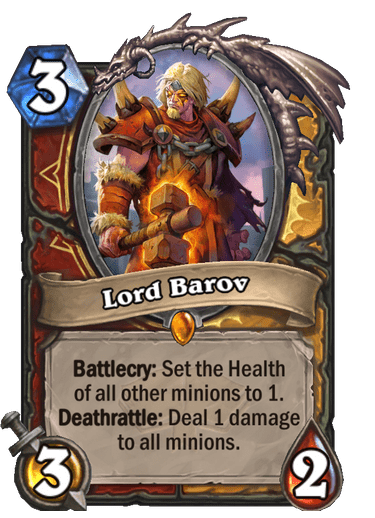 3
Lord Barov
Battlecry: Set the Health
of all other minions to 1.
Deathrattle: Deal 1 damage
to all minions.
3
2